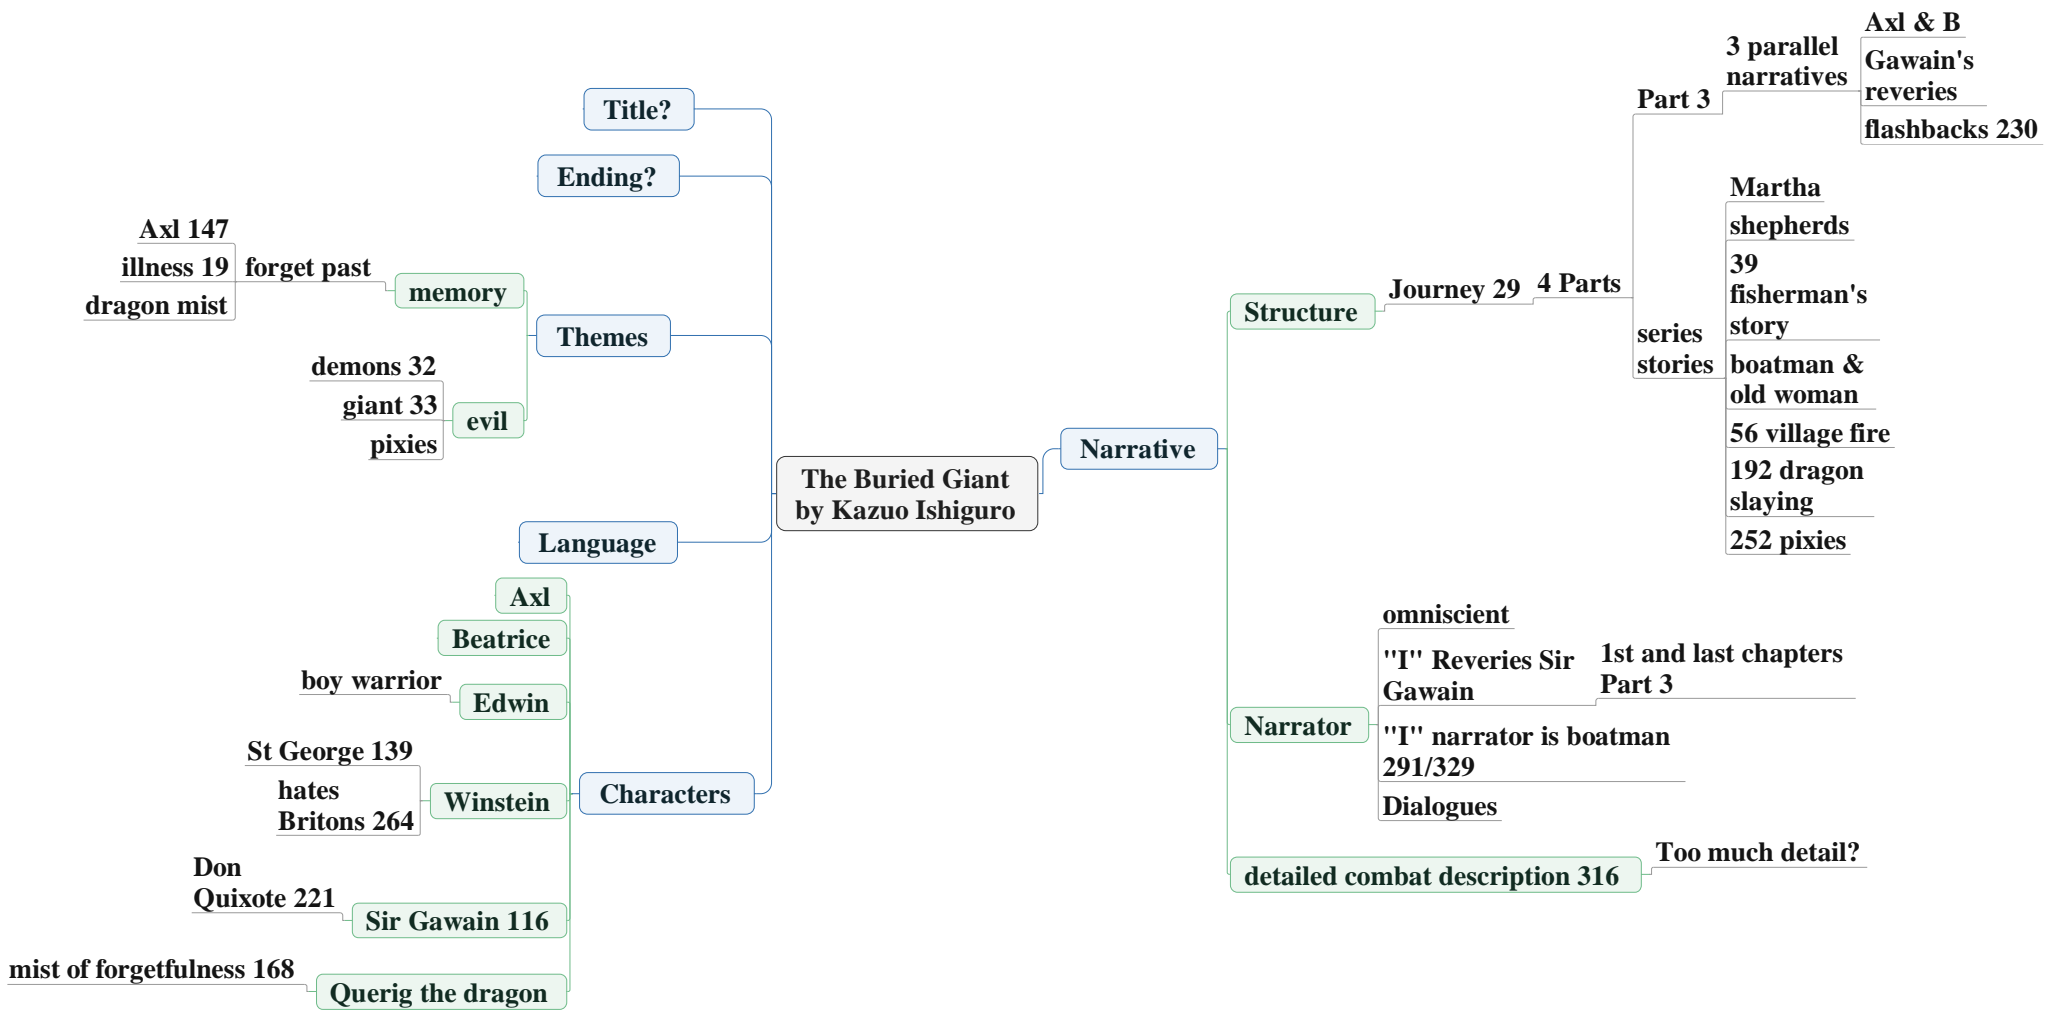 The Buried Giant
by Kazuo Ishiguro
Title?
Ending?
Themes
memory
forget past
Axl 147
illness 19
dragon mist
evil
demons 32
giant 33
pixies
Language
Characters
Axl
Beatrice
Edwin
boy warrior
Winstein
St George 139
hates
Britons 264
Sir Gawain 116
Don
Quixote 221
Querig the dragon
mist of forgetfulness 168
Narrative
Structure
Journey 29
4 Parts
Part 3
3 parallel
narratives
Axl & B
Gawain's
reveries
flashbacks 230
series
stories
Martha
shepherds
39
fisherman's
story
boatman &
old woman
56 village fire
192 dragon
slaying
252 pixies
Narrator
omniscient
"I" Reveries Sir
Gawain
1st and last chapters
Part 3
"I" narrator is boatman
291/329
Dialogues
detailed combat description 316
Too much detail?